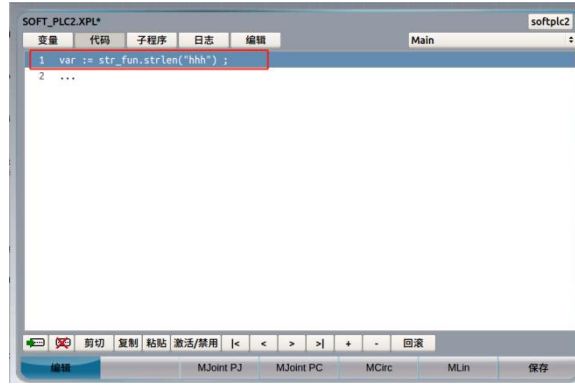 SOFT_PLC2.XPL* softplc2
变量 代码 子程序 日志 编辑 Main
1 var := str_fun.strlen("hhh") ;
2 ...
剪切 复制 粘贴 激活/禁用 |< < > >| + - 回滚
编辑 MJoint PJ MJoint PC MCirc MLin 保存